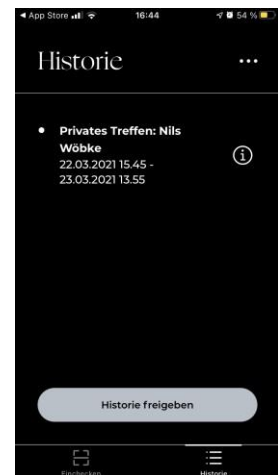 App Store 16:44 54 %
Historie
Privates Treffen: Nils
Wöbke
22.03.2021 15.45 -
23.03.2021 13.55
Historie freigeben
Einchecken Historie